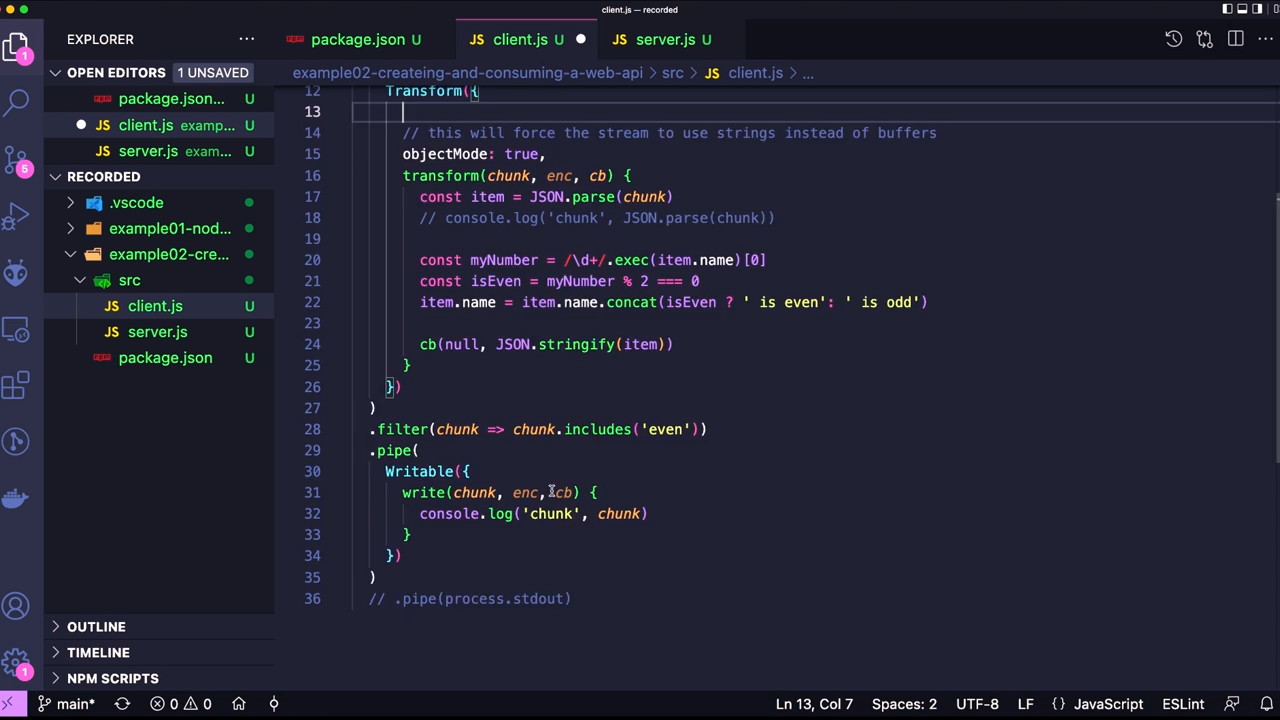 client.js — recorded
EXPLORER
package.json U
client.js U
server.js U
OPEN EDITORS 1 UNSAVED
example02-createing-and-consuming-a-web-api > src > JS client.js > ...
package.json... U
JS client.js examp... U
JS server.js exam... U
RECORDED
.vscode
example01-nod...
example02-cre...
src
JS client.js U
JS server.js U
package.json U
OUTLINE
TIMELINE
NPM SCRIPTS
12 Transform({
13
14 // this will force the stream to use strings instead of buffers
15 objectMode: true,
16 transform(chunk, enc, cb) {
17 const item = JSON.parse(chunk)
18 // console.log('chunk', JSON.parse(chunk))
19
20 const myNumber = /\d+/.exec(item.name)[0]
21 const isEven = myNumber % 2 === 0
22 item.name = item.name.concat(isEven ? ' is even': ' is odd')
23
24 cb(null, JSON.stringify(item))
25 }
26 })
27 )
28 .filter(chunk => chunk.includes('even'))
29 .pipe(
30 Writable({
31 write(chunk, enc, cb) {
32 console.log('chunk', chunk)
33 }
34 })
35 )
36 // .pipe(process.stdout)
1
5
1
main* 0 0 Ln 13, Col 7 Spaces: 2 UTF-8 LF {} JavaScript ESLint